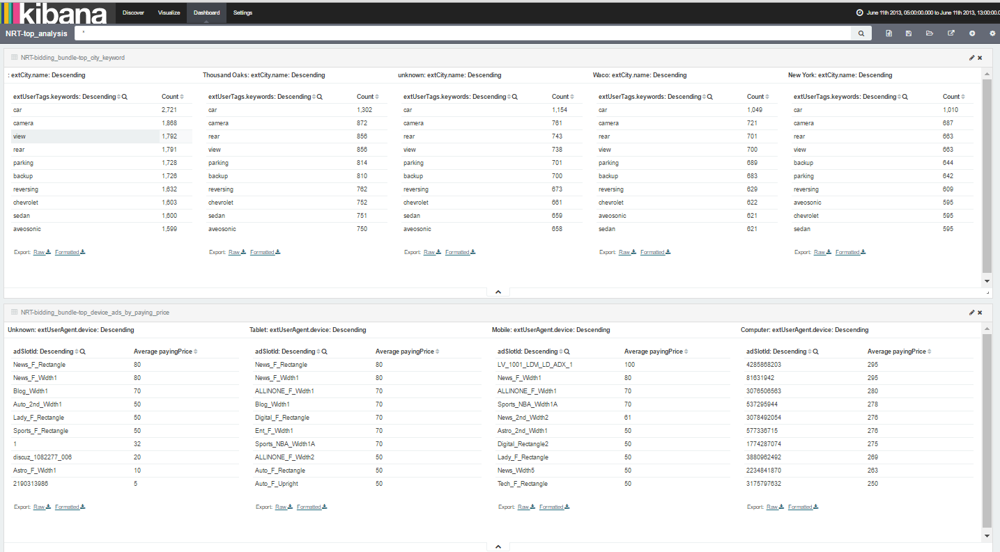 kibana Discover Visualize Dashboard Settings June 11th 2013, 05:00:00.000 to June 11th 2013, 13:00:00.0
NRT-top_analysis *
NRT-bidding_bundle-top_city_keyword
: extCity.name: Descending Thousand Oaks: extCity.name: Descending unknown: extCity.name: Descending Waco: extCity.name: Descending New York: extCity.name: Descending
extUserTags.keywords: Descending Count extUserTags.keywords: Descending Count extUserTags.keywords: Descending Count extUserTags.keywords: Descending Count extUserTags.keywords: Descending Count
car 2,721 car 1,302 car 1,154 car 1,049 car 1,010
camera 1,868 camera 872 camera 761 camera 721 camera 687
view 1,792 rear 856 rear 743 rear 701 rear 663
rear 1,791 view 856 view 738 view 700 view 663
parking 1,728 parking 814 parking 701 parking 689 backup 644
backup 1,726 backup 810 backup 700 backup 683 parking 642
reversing 1,632 reversing 762 reversing 673 reversing 629 reversing 609
chevrolet 1,603 chevrolet 752 chevrolet 661 chevrolet 622 aveosonic 595
sedan 1,600 sedan 751 sedan 659 aveosonic 621 chevrolet 595
aveosonic 1,599 aveosonic 750 aveosonic 658 sedan 621 sedan 595
Export: Raw Formatted Export: Raw Formatted Export: Raw Formatted Export: Raw Formatted Export: Raw Formatted
NRT-bidding_bundle-top_device_ads_by_paying_price
Unknown: extUserAgent.device: Descending Tablet: extUserAgent.device: Descending Mobile: extUserAgent.device: Descending Computer: extUserAgent.device: Descending
adSlotId: Descending Average payingPrice adSlotId: Descending Average payingPrice adSlotId: Descending Average payingPrice adSlotId: Descending Average payingPrice
News_F_Rectangle 80 News_F_Rectangle 80 LV_1001_LDVi_LD_ADX_1 100 4285868203 295
News_F_Width1 80 News_F_Width1 80 News_F_Width1 80 81631942 295
Blog_Width1 70 ALLINONE_F_Width1 70 ALLINONE_F_Width1 70 3076506563 280
Auto_2nd_Width1 50 Blog_Width1 70 Sports_NBA_Width1A 70 537295944 278
Lady_F_Rectangle 50 Digital_F_Rectangle 70 News_2nd_Width2 61 3078492054 276
Sports_F_Rectangle 50 Ent_F_Width1 70 Astro_2nd_Width1 50 577336715 276
1 32 Sports_NBA_Width1A 70 Digital_Rectangle2 50 1774287074 275
discuz_1082277_006 20 ALLINONE_F_Width2 50 Lady_F_Rectangle 50 3880962492 269
Astro_F_Width1 10 Auto_F_Rectangle 50 News_Width5 50 2234841870 263
2190313986 5 Auto_F_Upright 50 Tech_F_Rectangle 50 3175797632 250
Export: Raw Formatted Export: Raw Formatted Export: Raw Formatted Export: Raw Formatted